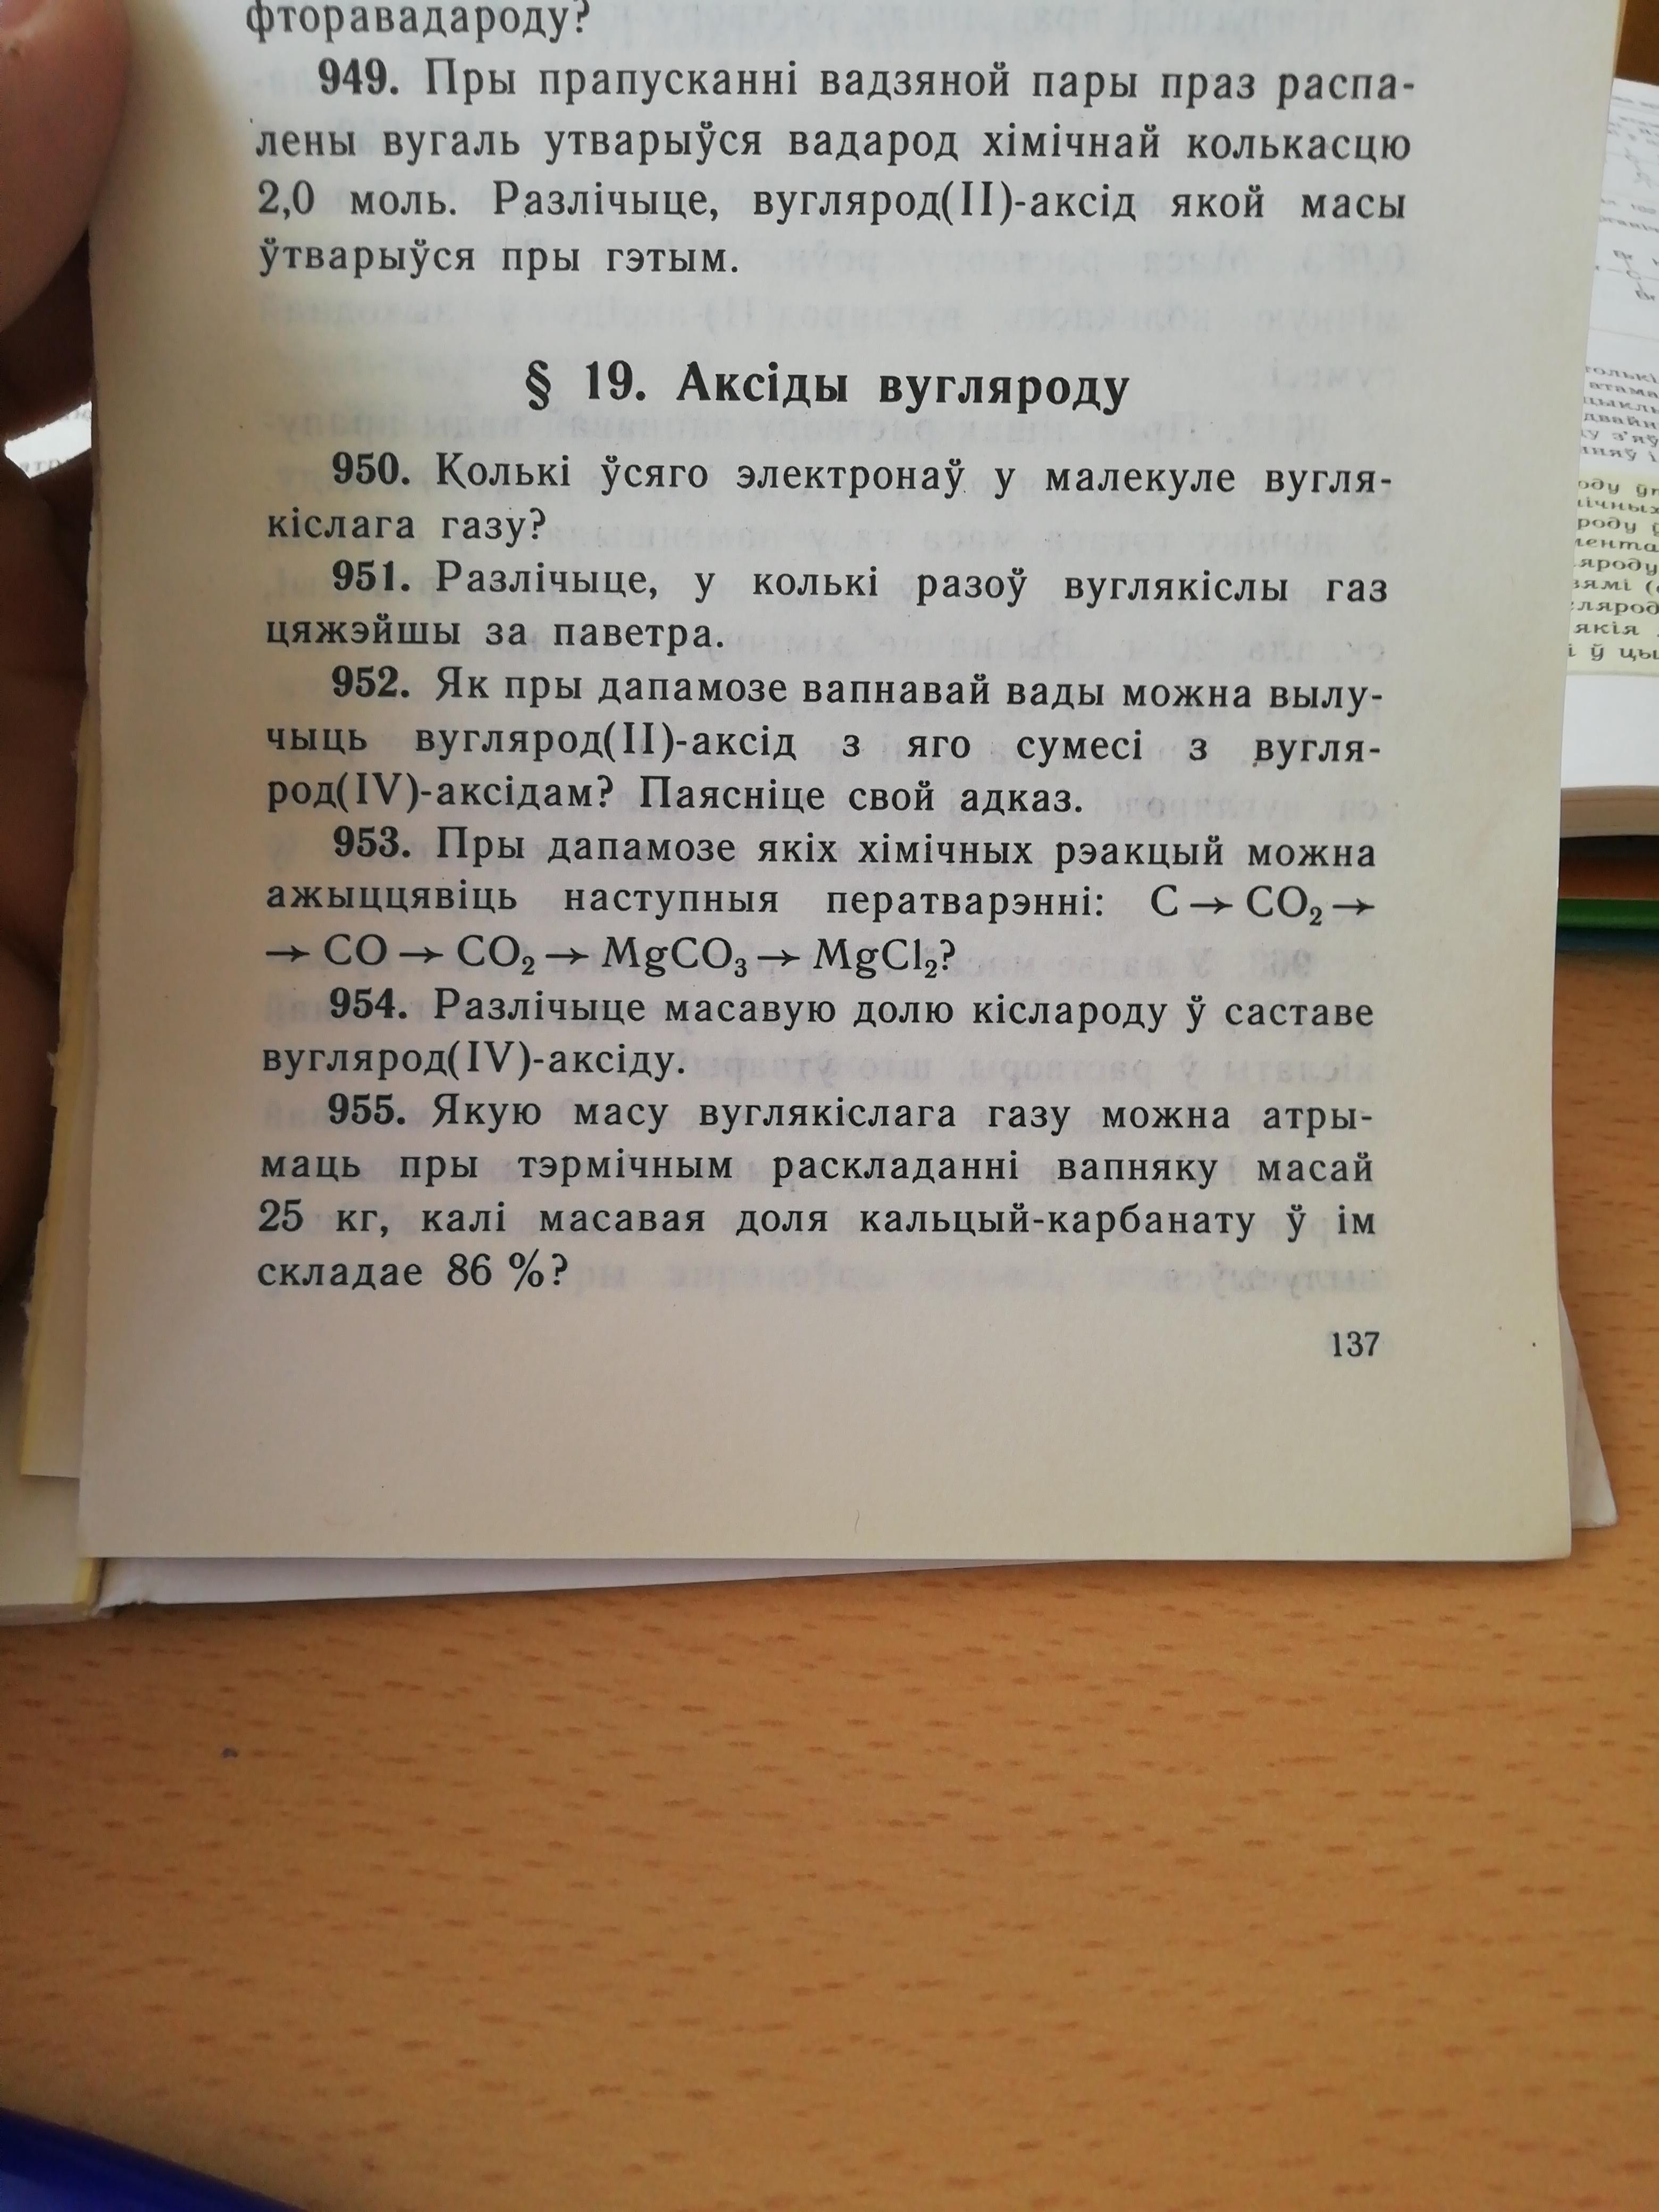 фторавадароду?
949. Пры прапусканні вадзяной пары праз распа-
лены вугаль утварыўся вадарод хімічнай колькасцю
2,0 моль. Разлічыце, вуглярод(II)-аксід якой масы
ўтварыўся пры гэтым.
§ 19. Аксіды вугляроду
950. Колькі ўсяго электронаў у малекуле вугля-
кіслага газу?
951. Разлічыце, у колькі разоў вуглякіслы газ
цяжэйшы за паветра.
952. Як пры дапамозе вапнавай вады можна вылу-
чыць вуглярод(II)-аксід з яго сумесі з вугля-
род(IV)-аксідам? Паясніце свой адказ.
953. Пры дапамозе якіх хімічных рэакцый можна
ажыццявіць наступныя ператварэнні: C → CO₂ →
→ CO → CO₂ → MgCO₃ → MgCl₂?
954. Разлічыце масавую долю кіслароду ў саставе
вуглярод(IV)-аксіду.
955. Якую масу вуглякіслага газу можна атры-
маць пры тэрмічным раскладанні вапняку масай
25 кг, калі масавая доля кальцый-карбанату ў ім
складае 86 %?
137